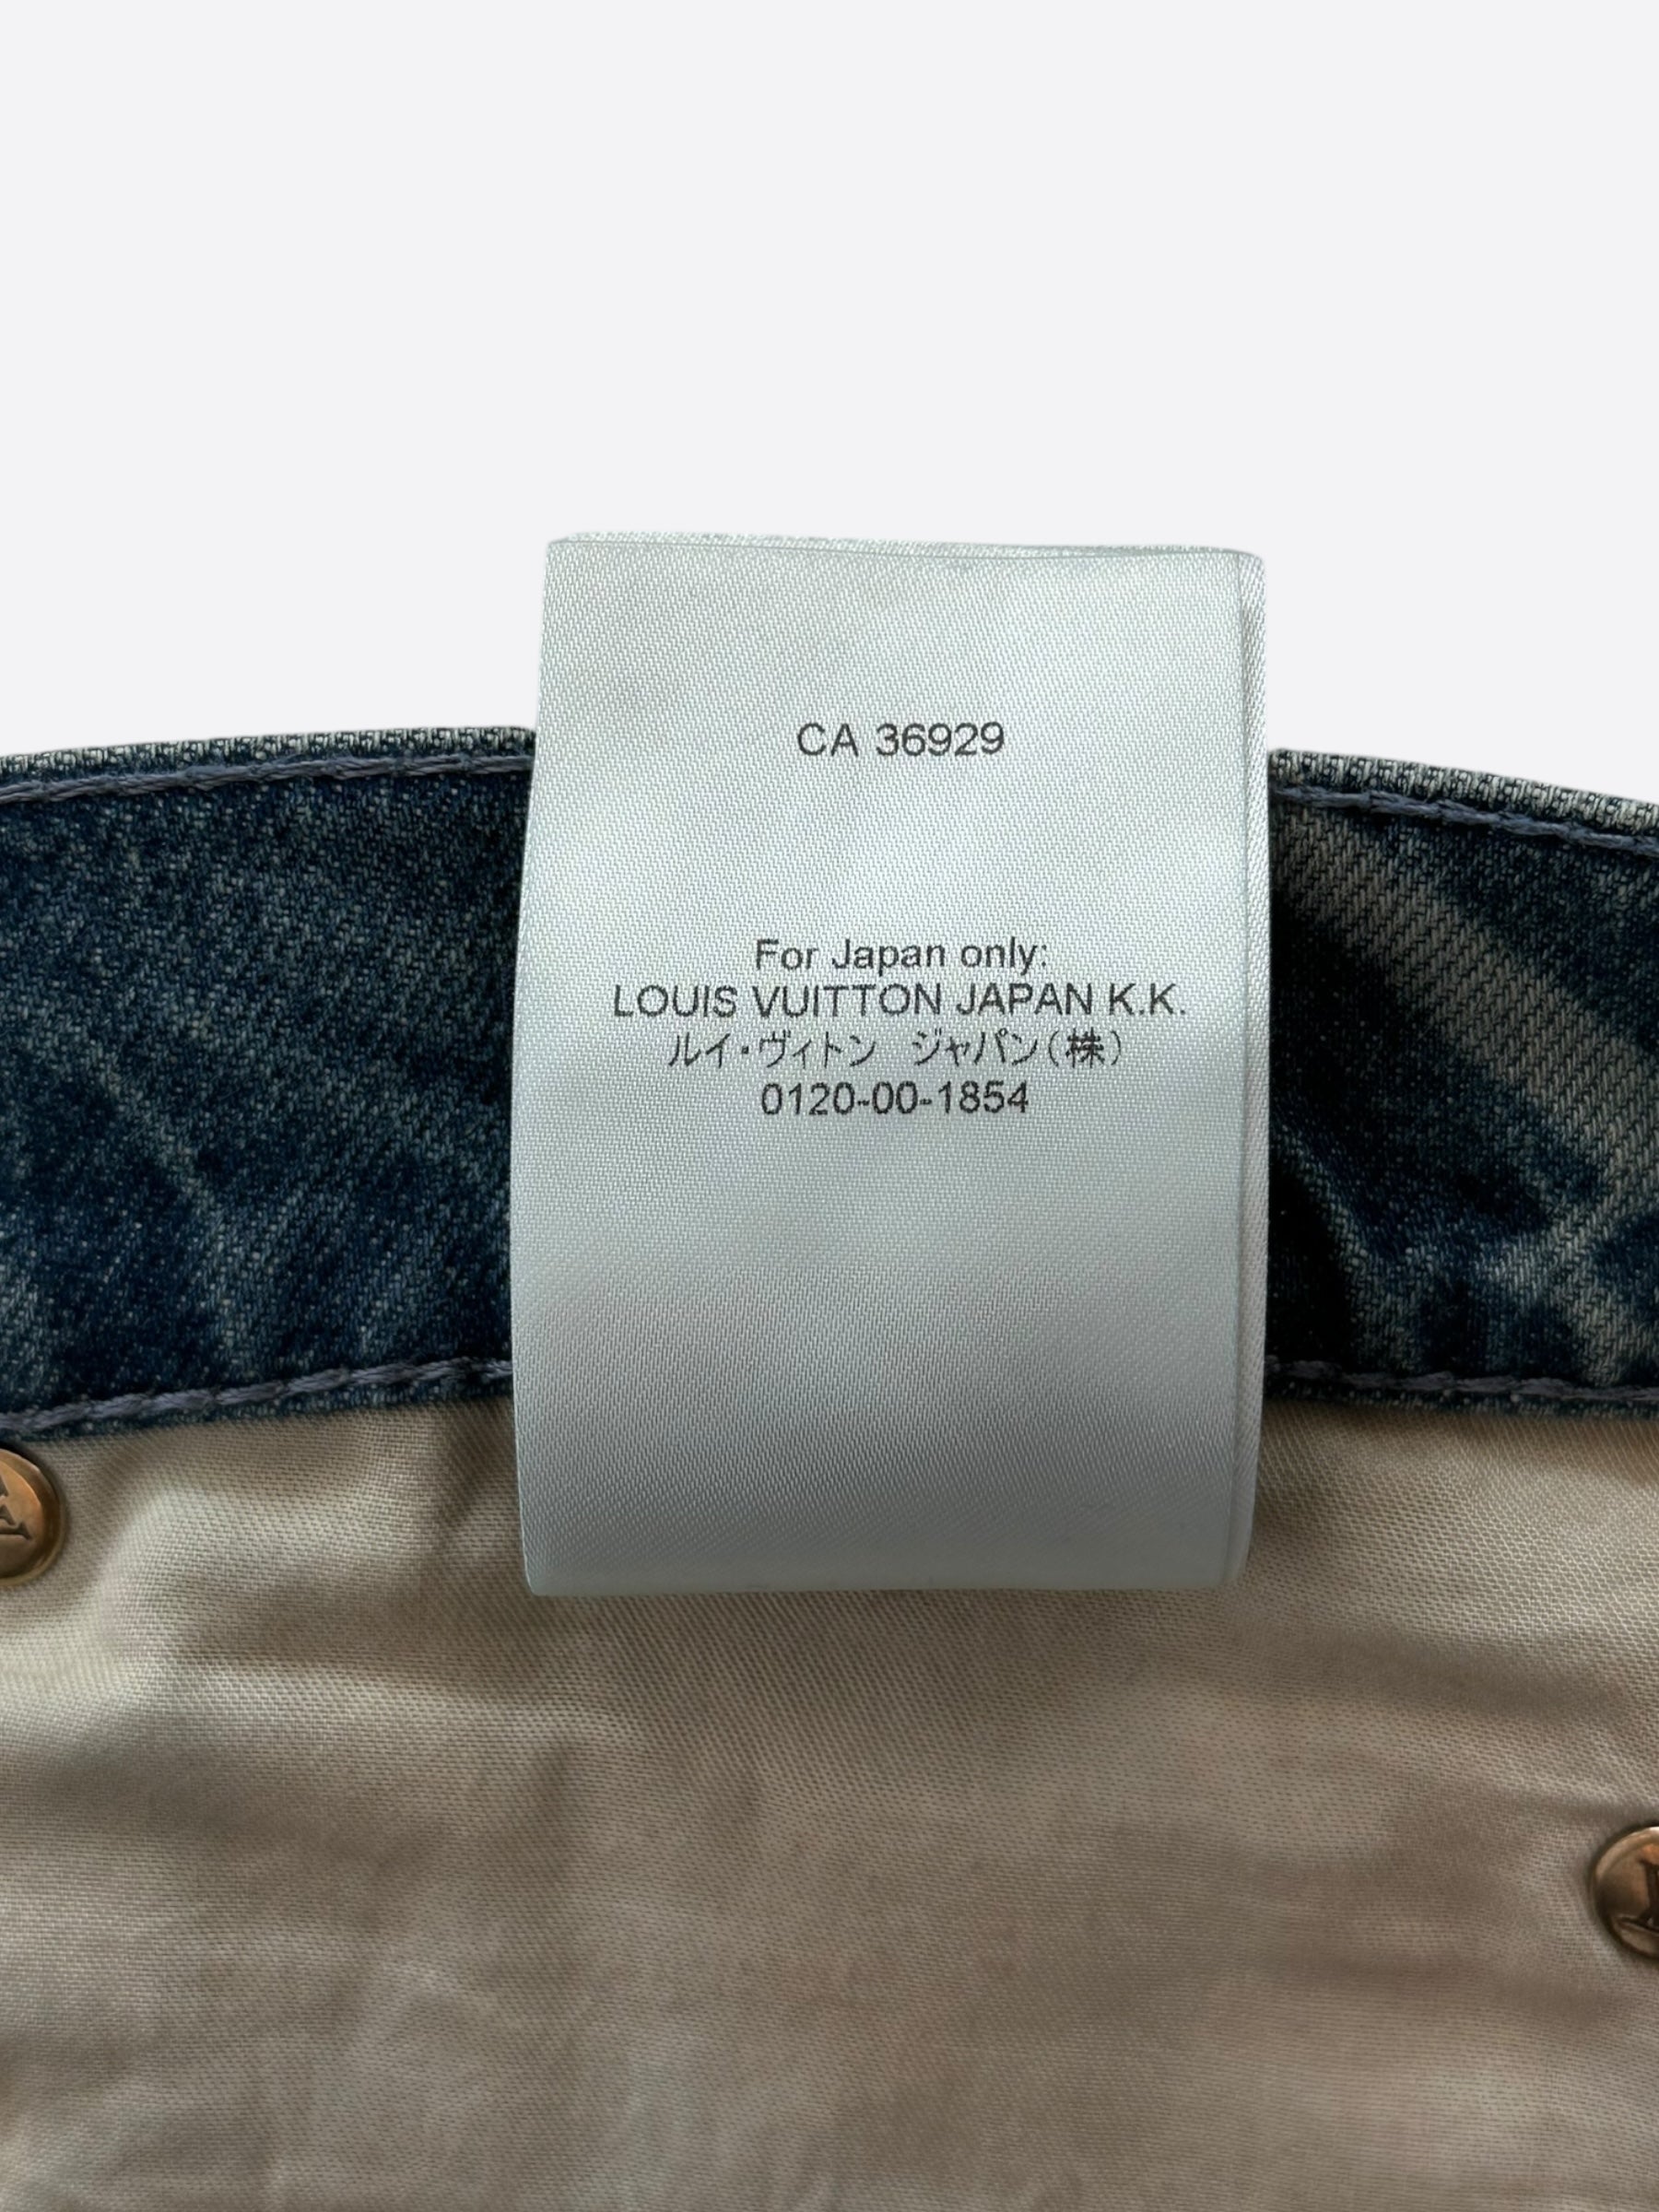 CA 36929
For Japan only:
LOUIS VUITTON JAPAN K.K.
ルイ・ヴィトン ジャパン(株)
0120-00-1854